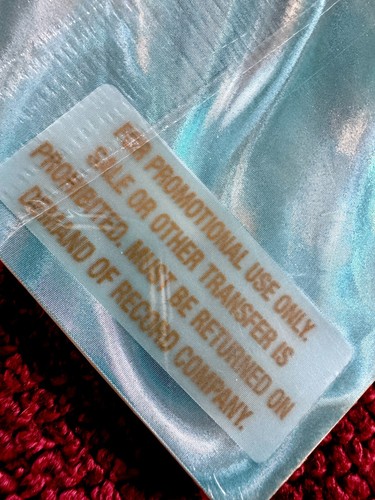 FOR PROMOTIONAL USE ONLY.
SALE OR OTHER TRANSFER IS
PROHIBITED. MUST BE RETURNED ON
DEMAND OF RECORD COMPANY.